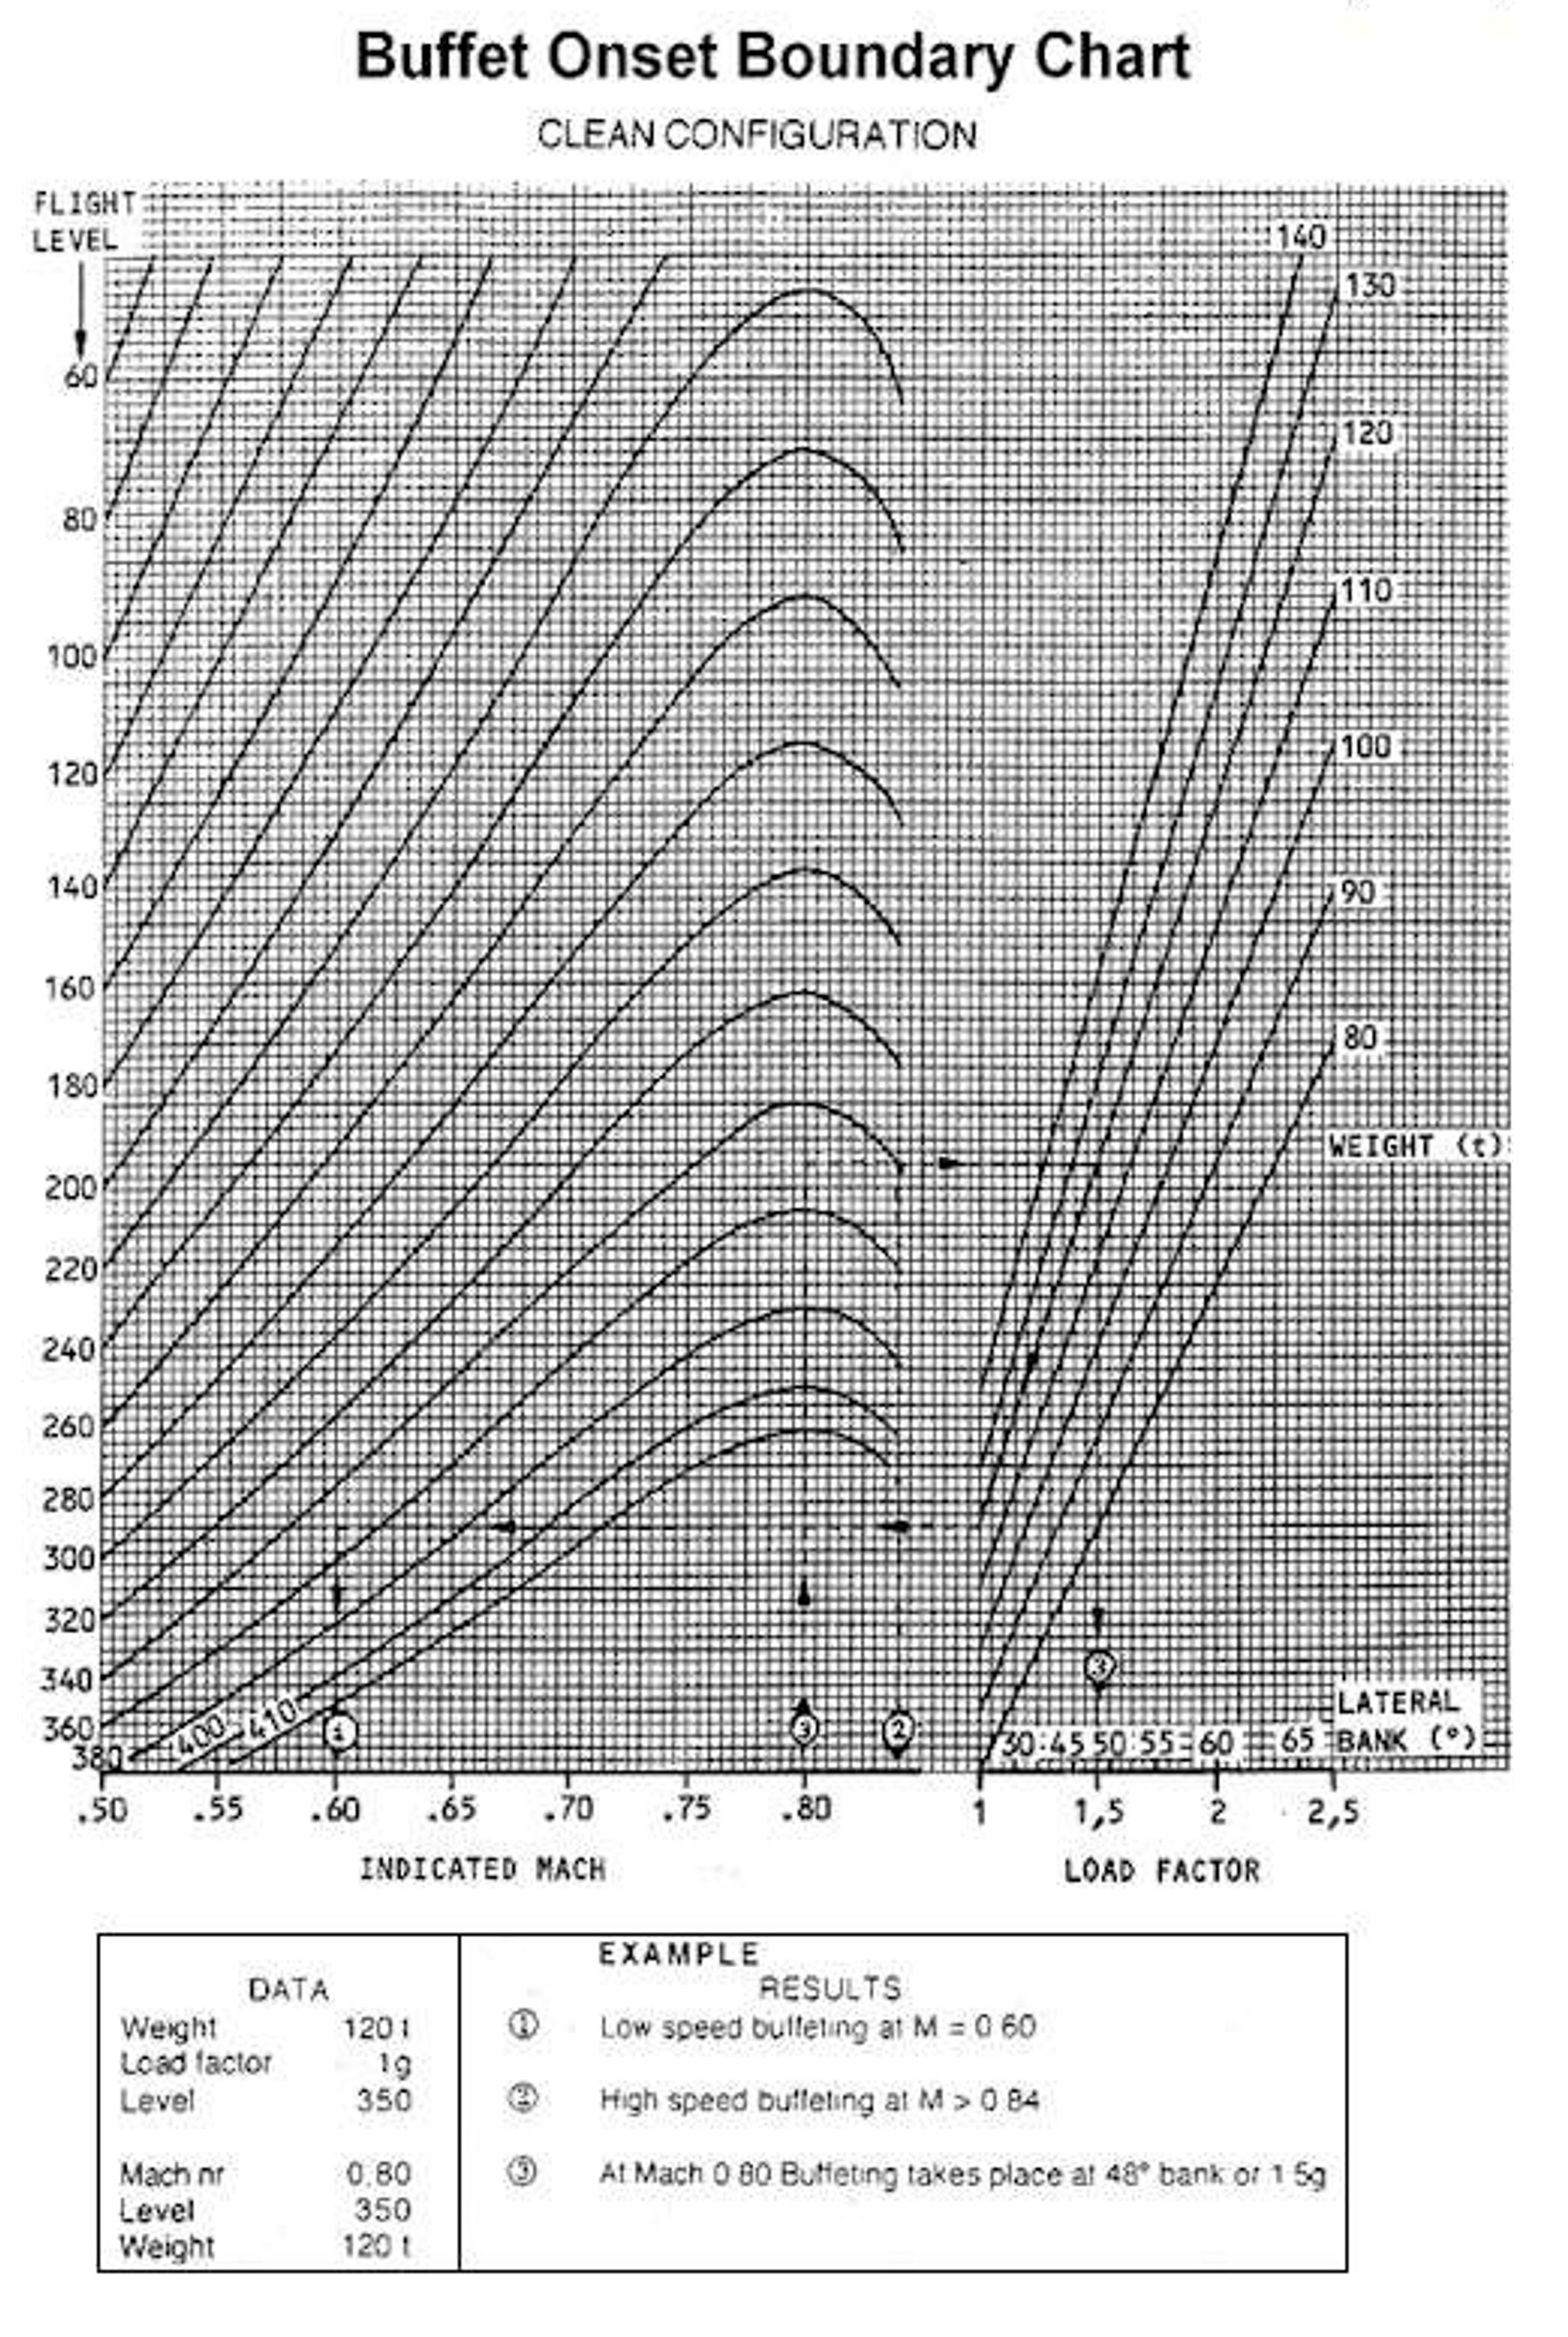 Buffet Onset Boundary Chart
CLEAN CONFIGURATION
FLIGHT
LEVEL
140
130
60
120
80
110
100
100
120
140
90
160
80
180
WEIGHT (t)
200
220
240
260
280
300
320
340
3
LATERAL
360
400
410
1
3
2
30 45 50 55 60 65 BANK (°)
380
.50 .55 .60 .65 .70 .75 .80 1 1,5 2 2,5
INDICATED MACH LOAD FACTOR
EXAMPLE
DATA RESULTS
Weight 120 t ① Low speed buffeting at M = 0 60
Load factor 1g
Level 350 ② High speed buffeting at M > 0 84
Mach nr 0.80 ③ At Mach 0 80 Buffeting takes place at 48° bank or 1 5g
Level 350
Weight 120 t